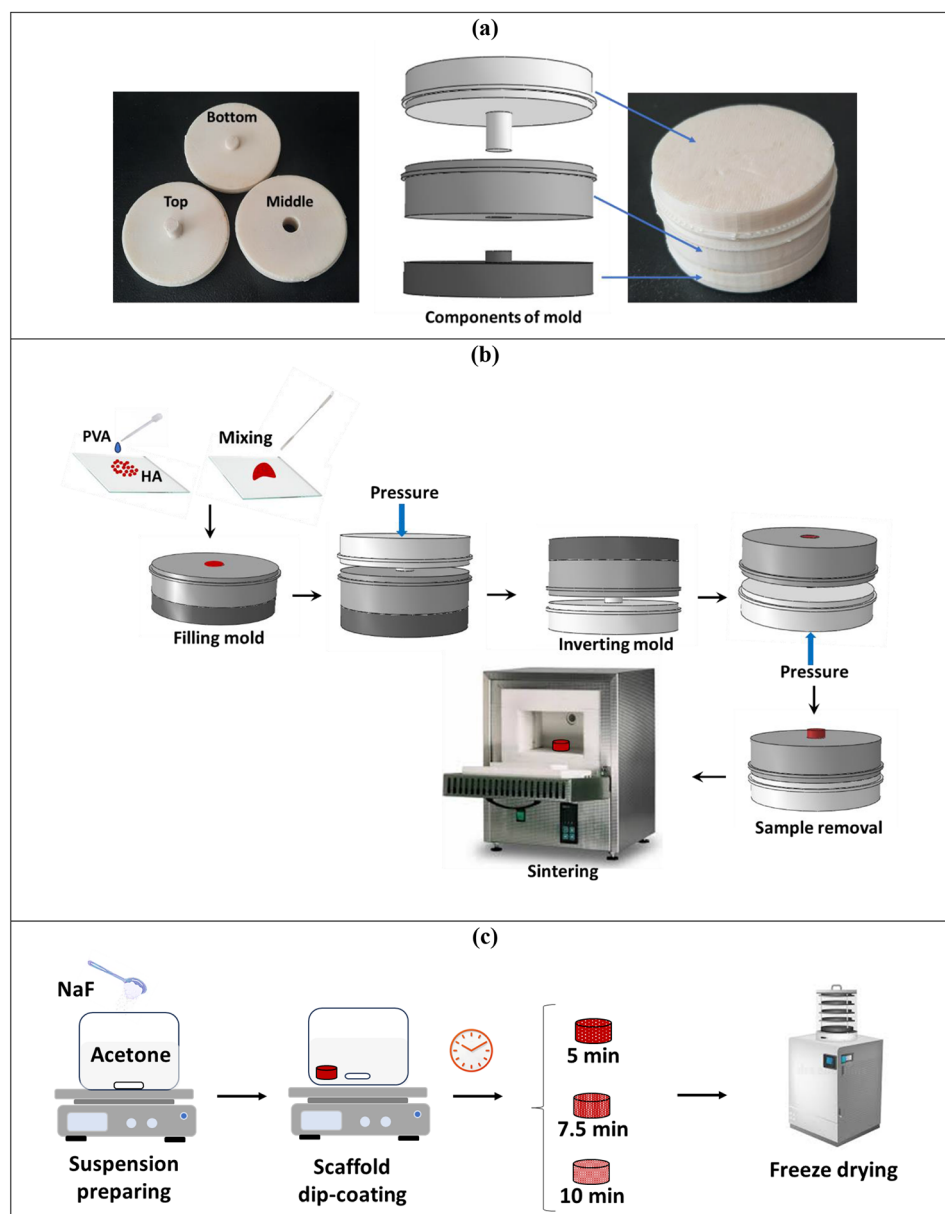 (a)
Bottom
Top
Middle
Components of mold
(b)
PVA
HA
Mixing
Pressure
Filling mold
Inverting mold
Pressure
Sample removal
Sintering
(c)
NaF
Acetone
5 min
7.5 min
10 min
Suspension
preparing
Scaffold
dip-coating
Freeze drying